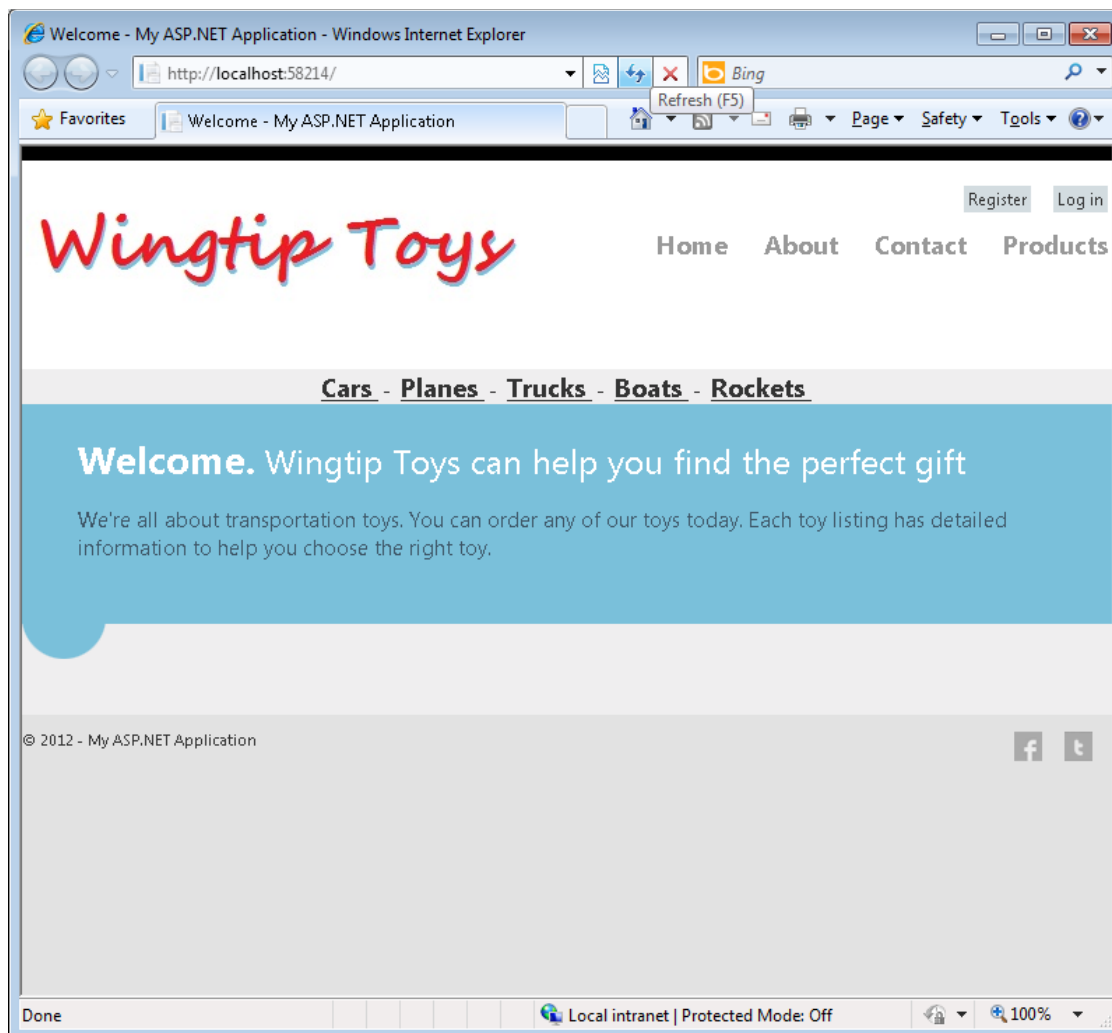 Welcome - My ASP.NET Application - Windows Internet Explorer
http://localhost:58214/
Bing
Refresh (F5)
Favorites
Welcome - My ASP.NET Application
Page
Safety
Tools
Register Log in
Wingtip Toys
Home About Contact Products
Cars - Planes - Trucks - Boats - Rockets
Welcome. Wingtip Toys can help you find the perfect gift
We're all about transportation toys. You can order any of our toys today. Each toy listing has detailed
information to help you choose the right toy.
© 2012 - My ASP.NET Application
f t
Done
Local intranet | Protected Mode: Off
100%